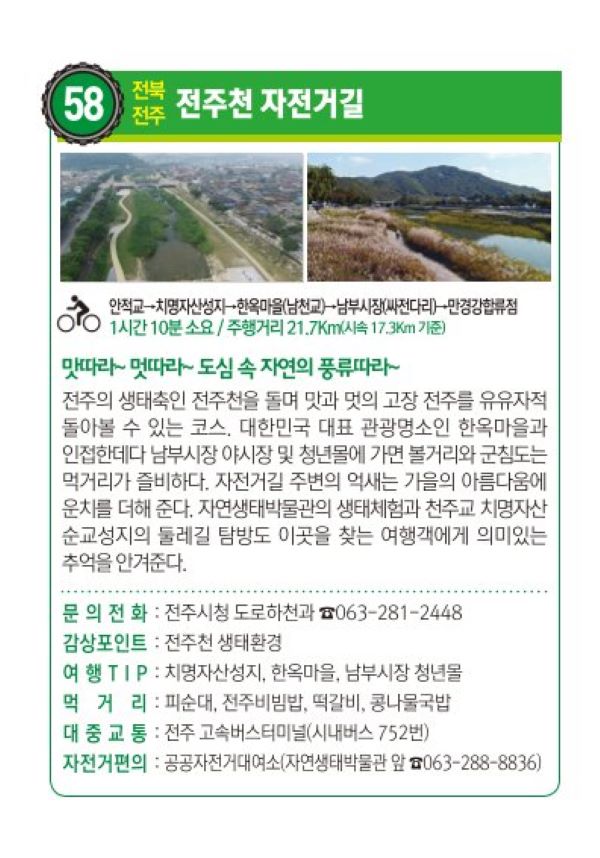 58 전북 전주 전주천 자전거길
안적교→치명자산성지→한옥마을(남천교)→남부시장(싸전다리)→만경강합류점
1시간 10분 소요 / 주행거리 21.7Km(시속 17.3Km 기준)
맛따라~ 멋따라~ 도심 속 자연의 풍류따라~
전주의 생태축인 전주천을 돌며 맛과 멋의 고장 전주를 유유자적
돌아볼 수 있는 코스. 대한민국 대표 관광명소인 한옥마을과
인접한데다 남부시장 야시장 및 청년몰에 가면 볼거리와 군침도는
먹거리가 즐비하다. 자전거길 주변의 억새는 가을의 아름다움에
운치를 더해 준다. 자연생태박물관의 생태체험과 천주교 치명자산
순교성지의 둘레길 탐방도 이곳을 찾는 여행객에게 의미있는
추억을 안겨준다.
문의전화 : 전주시청 도로하천과 ☎063-281-2448
감상포인트 : 전주천 생태환경
여행TIP : 치명자산성지, 한옥마을, 남부시장 청년몰
먹거리 : 피순대, 전주비빔밥, 떡갈비, 콩나물국밥
대중교통 : 전주 고속버스터미널(시내버스 752번)
자전거편의 : 공공자전거대여소(자연생태박물관 앞 ☎063-288-8836)